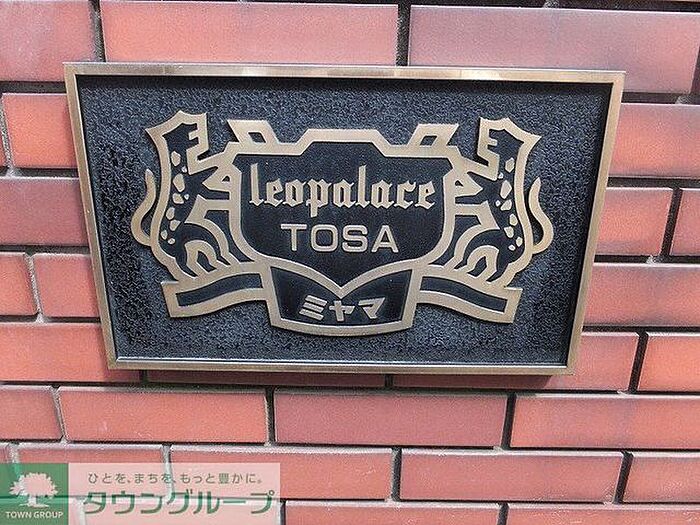 leopalace
TOSA
ミヤマ
TOWN GROUP
ひとを、まちを、もっと豊かに。
タウングループ